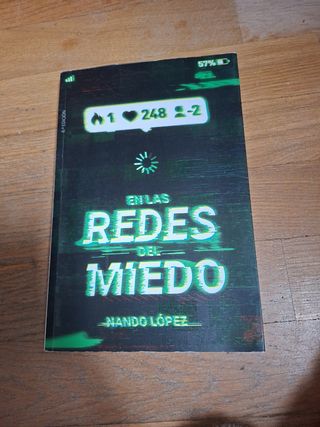 57%
1 248 -2
EN LAS
REDES
DEL
MIEDO
NANDO LÓPEZ